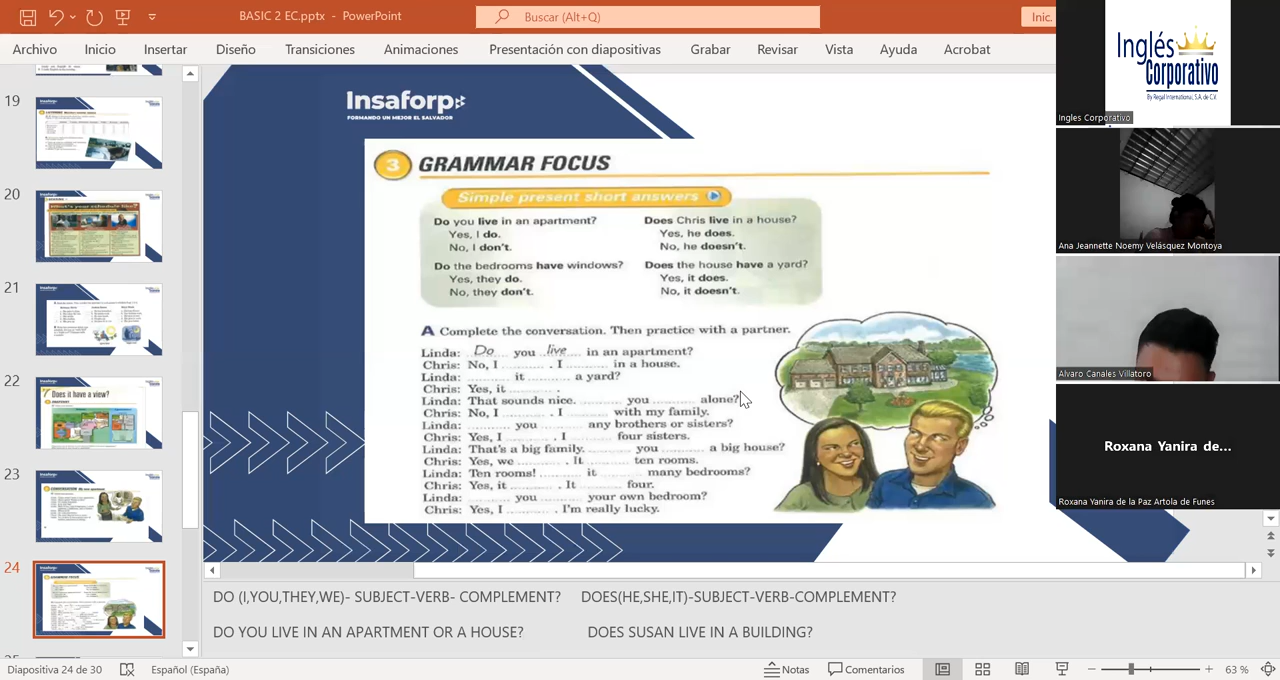 BASIC 2 EC.pptx - PowerPoint
Buscar (Alt+Q)
Inic.
Archivo Inicio Insertar Diseño Transiciones Animaciones Presentación con diapositivas Grabar Revisar Vista Ayuda Acrobat
19
20
21
22
Does it have a view?
23
24
Insaforp
FORMANDO UN MEJOR EL SALVADOR
3 GRAMMAR FOCUS
Simple present short answers
Do you live in an apartment?
Yes, I do.
No, I don't.
Do the bedrooms have windows?
Yes, they do.
No, they don't.
Does Chris live in a house?
Yes, he does.
No, he doesn't.
Does the house have a yard?
Yes, it does.
No, it doesn't.
A Complete the conversation. Then practice with a partner.
Linda: Do you live in an apartment?
Chris: No, I ........ . I ........ in a house.
Linda: ........ it ........ a yard?
Chris: Yes, it ........ .
Linda: That sounds nice. ........ you ........ alone?
Chris: No, I ........ . I ........ with my family.
Linda: ........ you ........ any brothers or sisters?
Chris: Yes, I ........ . I ........ four sisters.
Linda: That's a big family. ........ you ........ a big house?
Chris: Yes, we ........ . It ........ ten rooms.
Linda: Ten rooms! ........ it ........ many bedrooms?
Chris: Yes, it ........ . It ........ four.
Linda: ........ you ........ your own bedroom?
Chris: Yes, I ........ . I'm really lucky.
DO (I,YOU,THEY,WE)- SUBJECT-VERB- COMPLEMENT? DOES(HE,SHE,IT)-SUBJECT-VERB-COMPLEMENT?
DO YOU LIVE IN AN APARTMENT OR A HOUSE? DOES SUSAN LIVE IN A BUILDING?
Diapositiva 24 de 30 Español (España) Notas Comentarios 63 %
Inglés
Corporativo
By Regal International, S.A. de C.V.
Ingles Corporativo
Ana Jeannette Noemy Velásquez Montoya
Alvaro Canales Villatoro
Roxana Yanira de...
Roxana Yanira de la Paz Artola de Funes